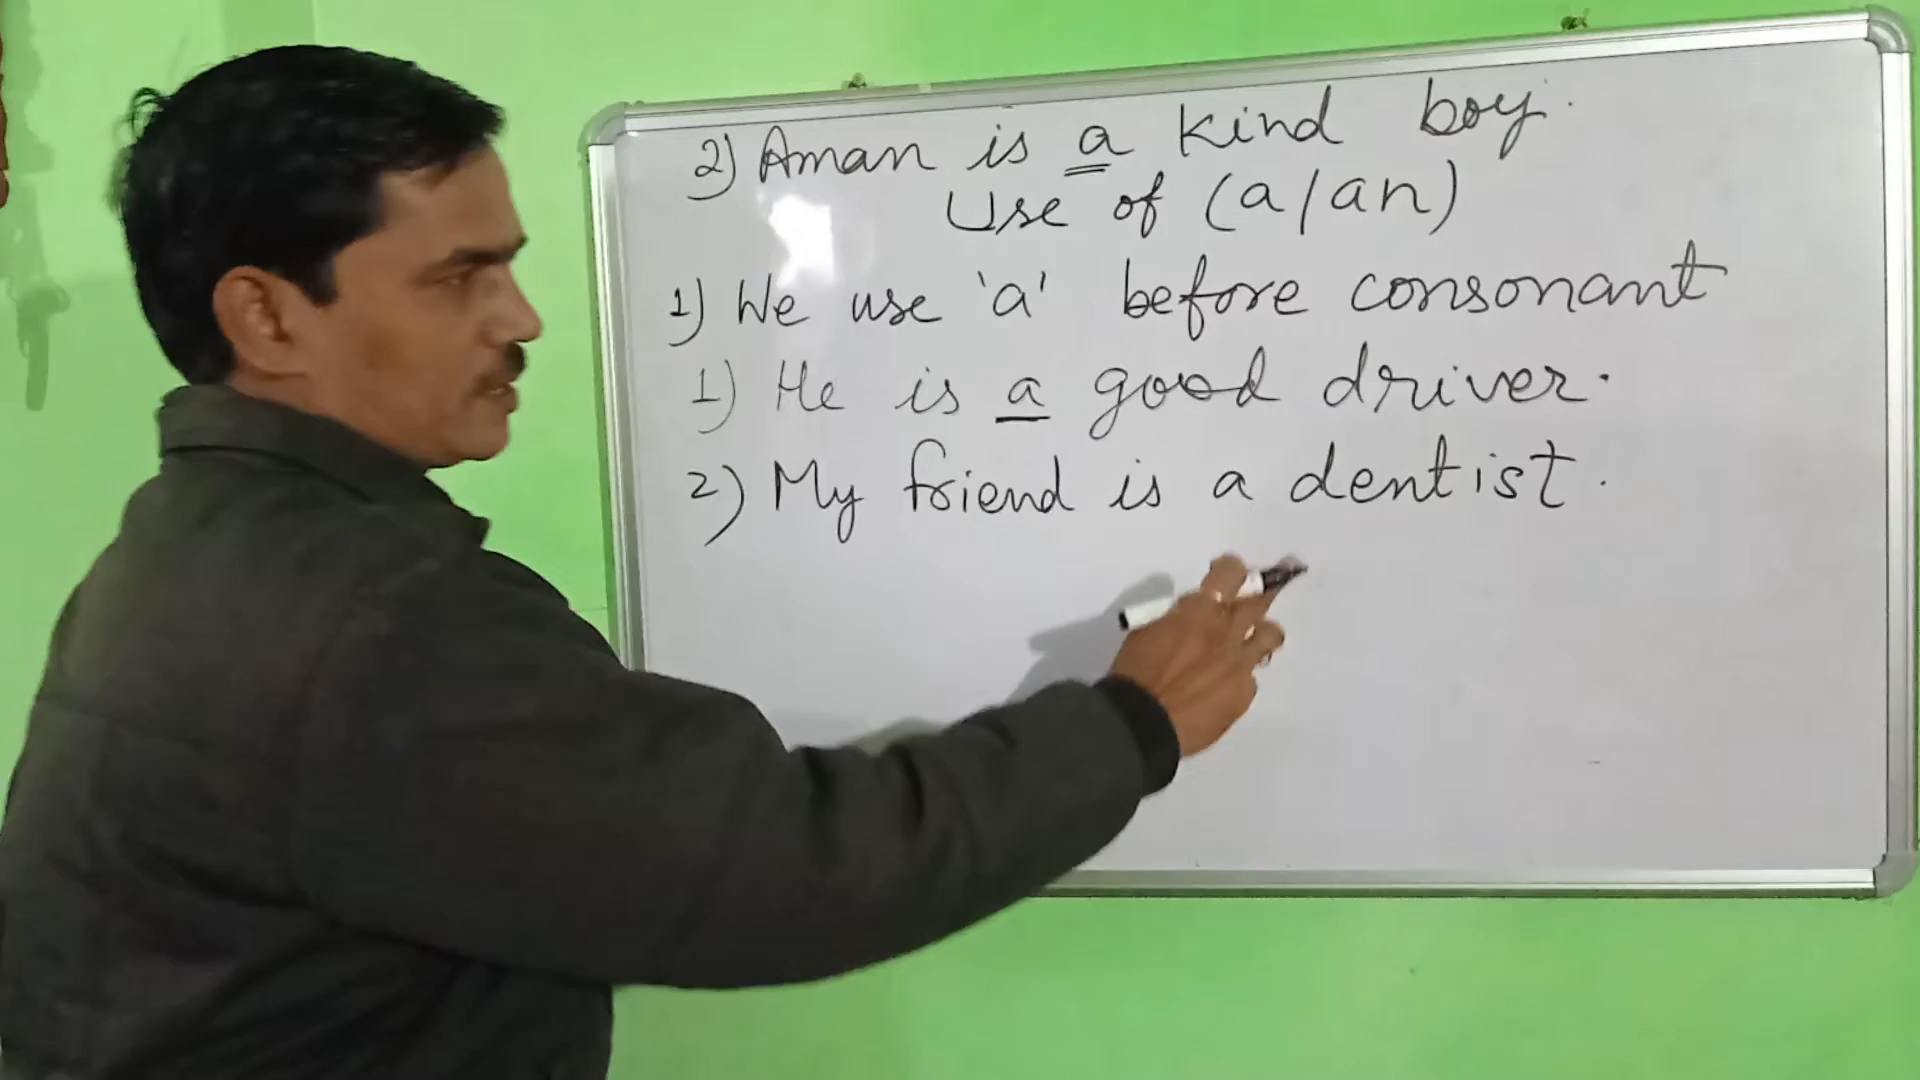 2) Aman is a kind boy.
Use of (a/an)
1) We use 'a' before consonant
1) He is a good driver.
2) My friend is a dentist.